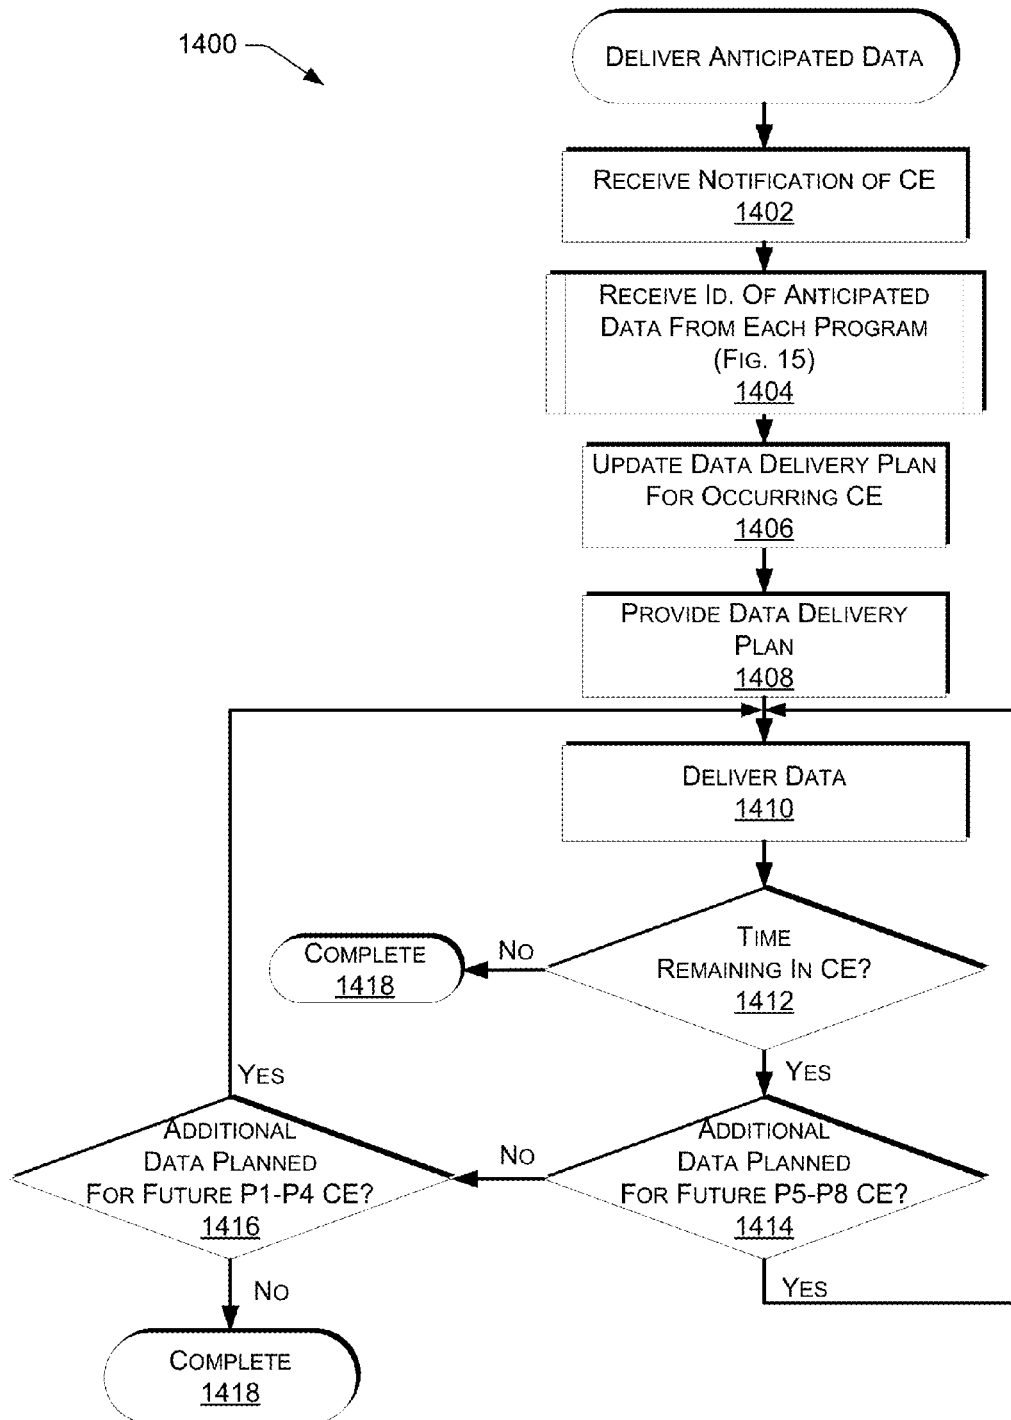 1400
DELIVER ANTICIPATED DATA
RECEIVE NOTIFICATION OF CE
1402
RECEIVE ID. OF ANTICIPATED
DATA FROM EACH PROGRAM
(FIG. 15)
1404
UPDATE DATA DELIVERY PLAN
FOR OCCURRING CE
1406
PROVIDE DATA DELIVERY
PLAN
1408
DELIVER DATA
1410
TIME
REMAINING IN CE?
1412
NO
COMPLETE
1418
YES
ADDITIONAL
DATA PLANNED
FOR FUTURE P5-P8 CE?
1414
YES
NO
ADDITIONAL
DATA PLANNED
FOR FUTURE P1-P4 CE?
1416
YES
NO
COMPLETE
1418